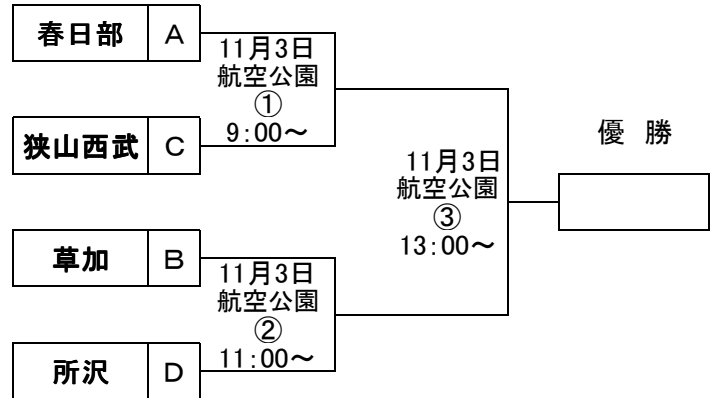 春日部 A
11月3日
航空公園
①
9:00～
狭山西武 C
優 勝
11月3日
航空公園
③
13:00～
草加 B
11月3日
航空公園
②
11:00～
所沢 D